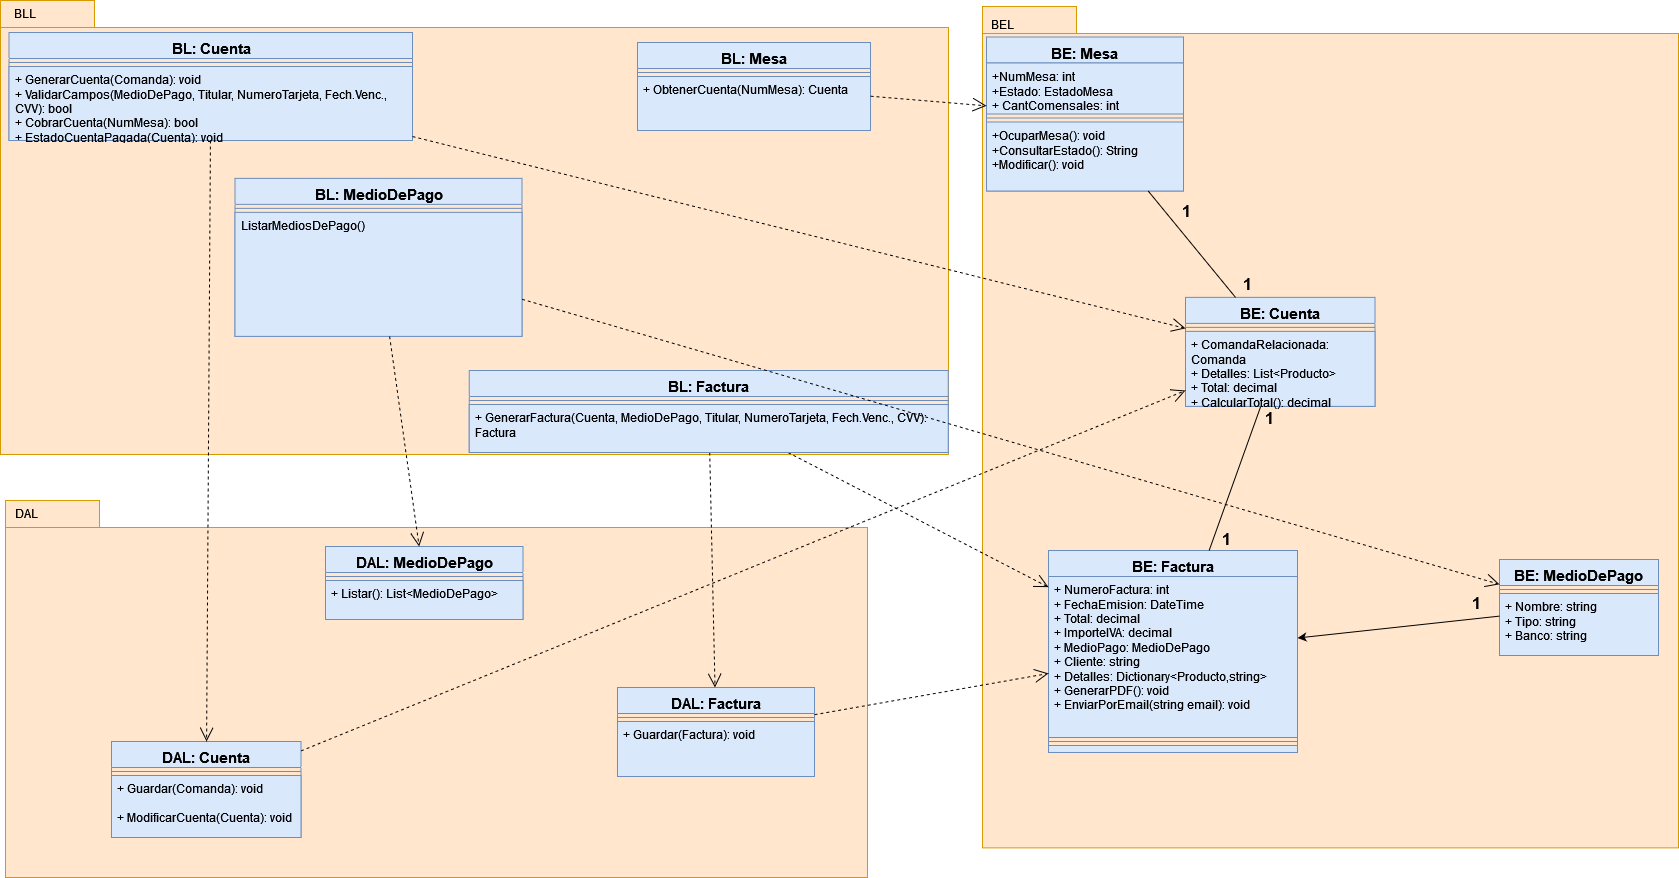 BLL
BL: Cuenta
+ GenerarCuenta(Comanda): void
+ ValidarCampos(MedioDePago, Titular, NumeroTarjeta, Fech.Venc.,
CVV): bool
+ CobrarCuenta(NumMesa): bool
+ EstadoCuentaPagada(Cuenta): void
BL: Mesa
+ ObtenerCuenta(NumMesa): Cuenta
BL: MedioDePago
ListarMediosDePago()
BL: Factura
+ GenerarFactura(Cuenta, MedioDePago, Titular, NumeroTarjeta, Fech.Venc., CVV):
Factura
BEL
BE: Mesa
+NumMesa: int
+Estado: EstadoMesa
+ CantComensales: int
+OcuparMesa(): void
+ConsultarEstado(): String
+Modificar(): void
1
1
BE: Cuenta
+ ComandaRelacionada:
Comanda
+ Detalles: List<Producto>
+ Total: decimal
+ CalcularTotal(): decimal
1
1
BE: Factura
+ NumeroFactura: int
+ FechaEmision: DateTime
+ Total: decimal
+ ImporteIVA: decimal
+ MedioPago: MedioDePago
+ Cliente: string
+ Detalles: Dictionary<Producto,string>
+ GenerarPDF(): void
+ EnviarPorEmail(string email): void
1
BE: MedioDePago
+ Nombre: string
+ Tipo: string
+ Banco: string
DAL
DAL: MedioDePago
+ Listar(): List<MedioDePago>
DAL: Factura
+ Guardar(Factura): void
DAL: Cuenta
+ Guardar(Comanda): void
+ ModificarCuenta(Cuenta): void